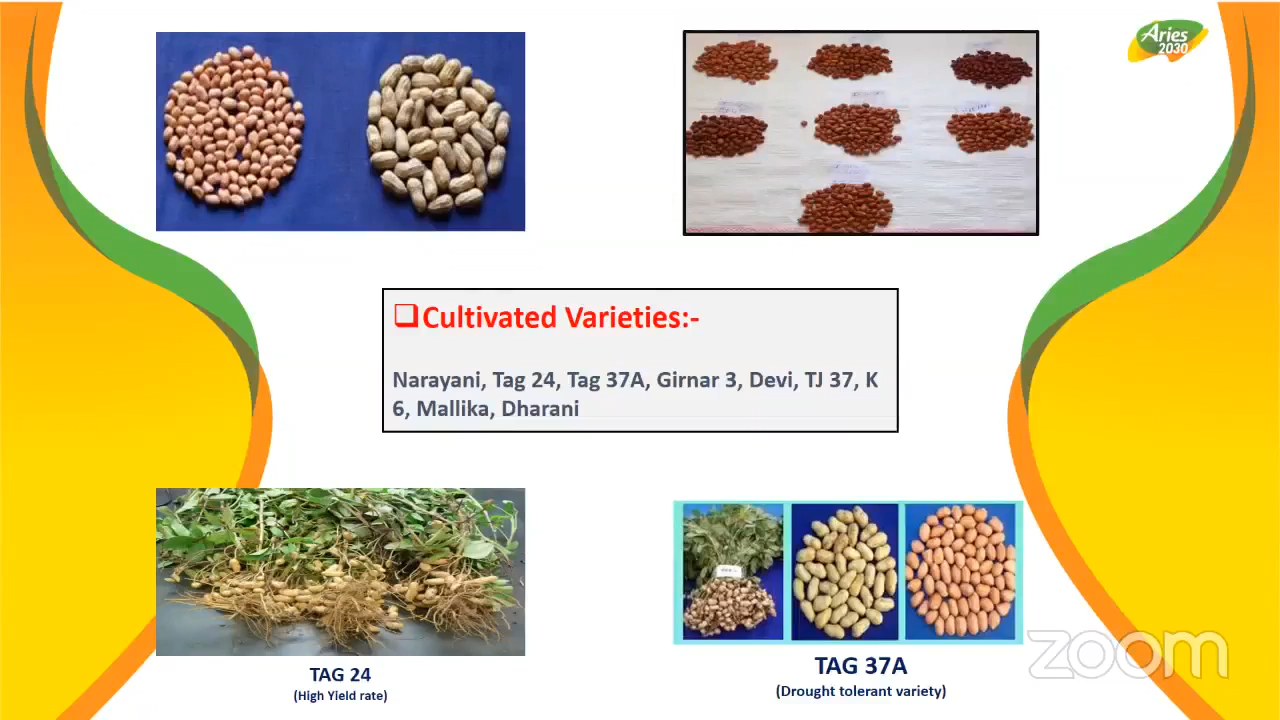 Aries
2030
Cultivated Varieties:-
Narayani, Tag 24, Tag 37A, Girnar 3, Devi, TJ 37, K
6, Mallika, Dharani
TAG 24
(High Yield rate)
TAG 37A
(Drought tolerant variety)
zoom